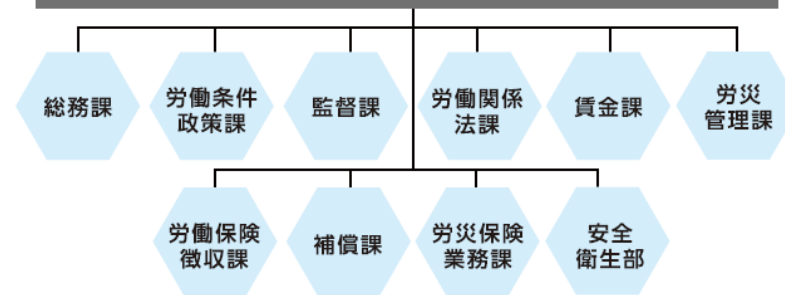 総務課
労働条件
政策課
監督課
労働関係
法課
賃金課
労災
管理課
労働保険
徴収課
補償課
労災保険
業務課
安全
衛生部